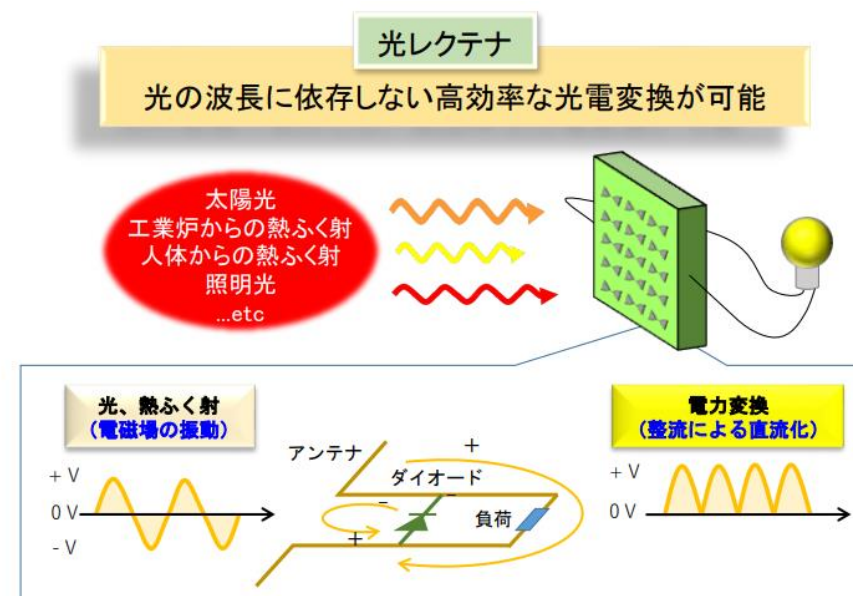 光レクテナ
光の波長に依存しない高効率な光電変換が可能
太陽光
工業炉からの熱ふく射
人体からの熱ふく射
照明光
...etc
光、熱ふく射
(電磁場の振動)
+ V
0 V
- V
アンテナ
ダイオード
負荷
+
-
-
+
電力変換
(整流による直流化)
+ V
0 V